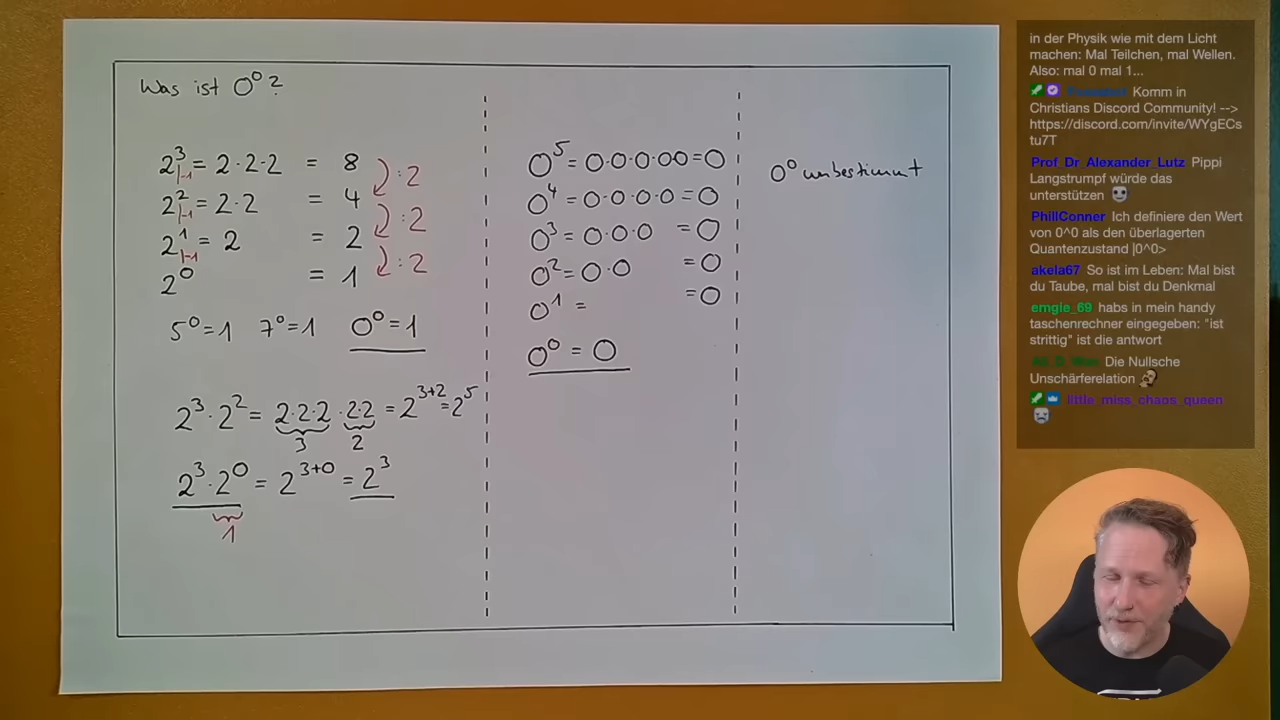 Was ist 0⁰?
2³ = 2·2·2 = 8
:2
2² = 2·2 = 4
:2
2¹ = 2 = 2
:2
2⁰ = 1
|-1
|-1
|-1
5⁰=1 7⁰=1 0⁰=1
2³·2² = 2·2·2·2·2 = 2³⁺² = 2⁵
3 2
2³·2⁰ = 2³⁺⁰ = 2³
1
0⁵ = 0·0·0·00=0
0⁴ = 0·0·0·0 = 0
0³ = 0·0·0 = 0
0² = 0·0 = 0
0¹ = = 0
0⁰ = 0
0⁰ unbestimmt
in der Physik wie mit dem Licht
machen: Mal Teilchen, mal Wellen.
Also: mal 0 mal 1...
Komm in
Christians Discord Community! -->
https://discord.com/invite/WYgECs
tu7T
Prof_Dr_Alexander_Lutz Pippi
Langstrumpf würde das
unterstützen
PhillConner Ich definiere den Wert
von 0^0 als den überlagerten
Quantenzustand |0^0>
akela67 So ist im Leben: Mal bist
du Taube, mal bist du Denkmal
emgie_69 habs in mein handy
taschenrechner eingegeben: "ist
strittig" ist die antwort
Die Nullsche
Unschärferelation
little_miss_chaos_queen